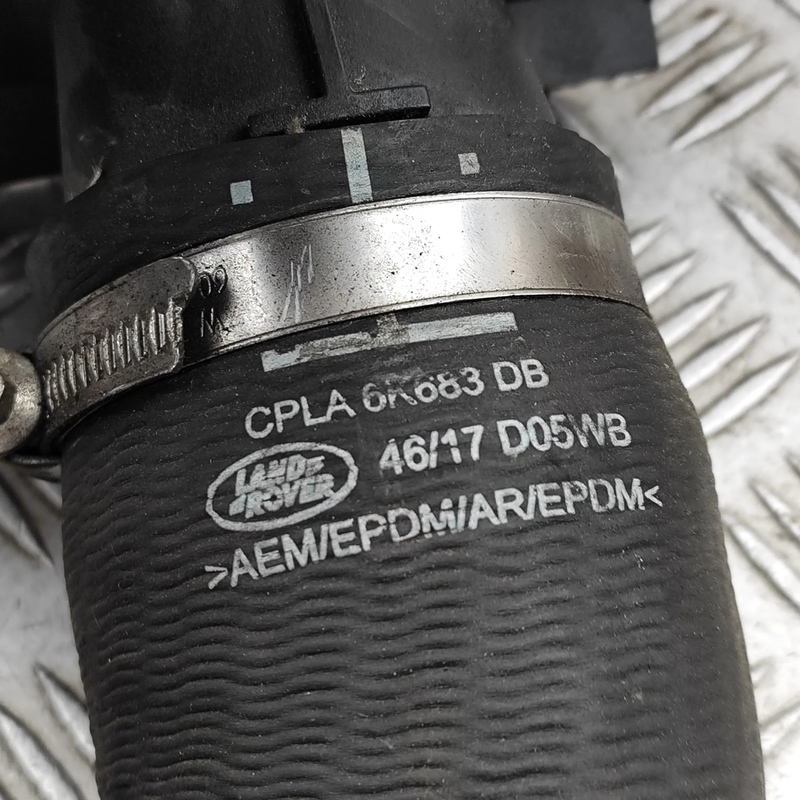 CPLA 6K683 DB
LAND ROVER 46/17 D05WB
>AEM/EPDM/AR/EPDM<